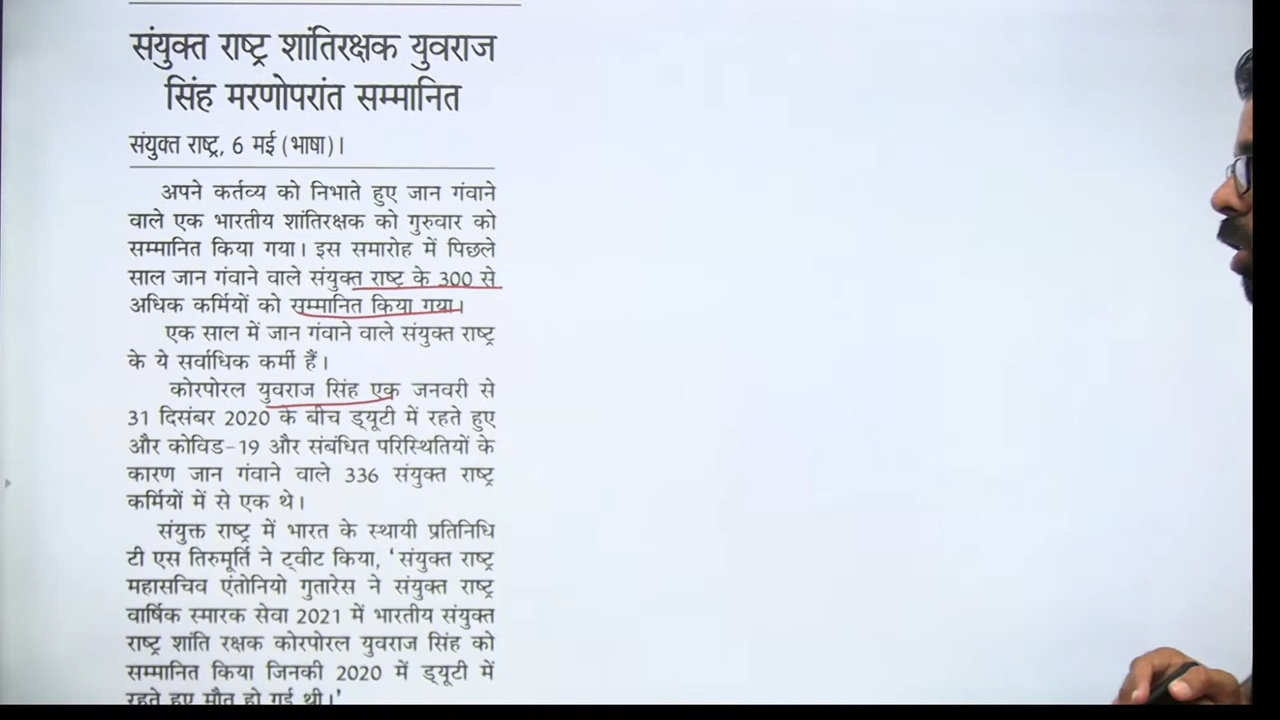 संयुक्त राष्ट्र शांतिरक्षक युवराज
सिंह मरणोपरांत सम्मानित
संयुक्त राष्ट्र, 6 मई (भाषा)।
अपने कर्तव्य को निभाते हुए जान गंवाने
वाले एक भारतीय शांतिरक्षक को गुरुवार को
सम्मानित किया गया। इस समारोह में पिछले
साल जान गंवाने वाले संयुक्त राष्ट्र के 300 से
अधिक कर्मियों को सम्मानित किया गया।
एक साल में जान गंवाने वाले संयुक्त राष्ट्र
के ये सर्वाधिक कर्मी हैं।
कोरपोरल युवराज सिंह एक जनवरी से
31 दिसंबर 2020 के बीच ड्यूटी में रहते हुए
और कोविड-19 और संबंधित परिस्थितियों के
कारण जान गंवाने वाले 336 संयुक्त राष्ट्र
कर्मियों में से एक थे।
संयुक्त राष्ट्र में भारत के स्थायी प्रतिनिधि
टी एस तिरुमूर्ति ने ट्वीट किया, ‘संयुक्त राष्ट्र
महासचिव एंतोनियो गुतारेस ने संयुक्त राष्ट्र
वार्षिक स्मारक सेवा 2021 में भारतीय संयुक्त
राष्ट्र शांति रक्षक कोरपोरल युवराज सिंह को
सम्मानित किया जिनकी 2020 में ड्यूटी में
रहते हुए मौत हो गई थी।’